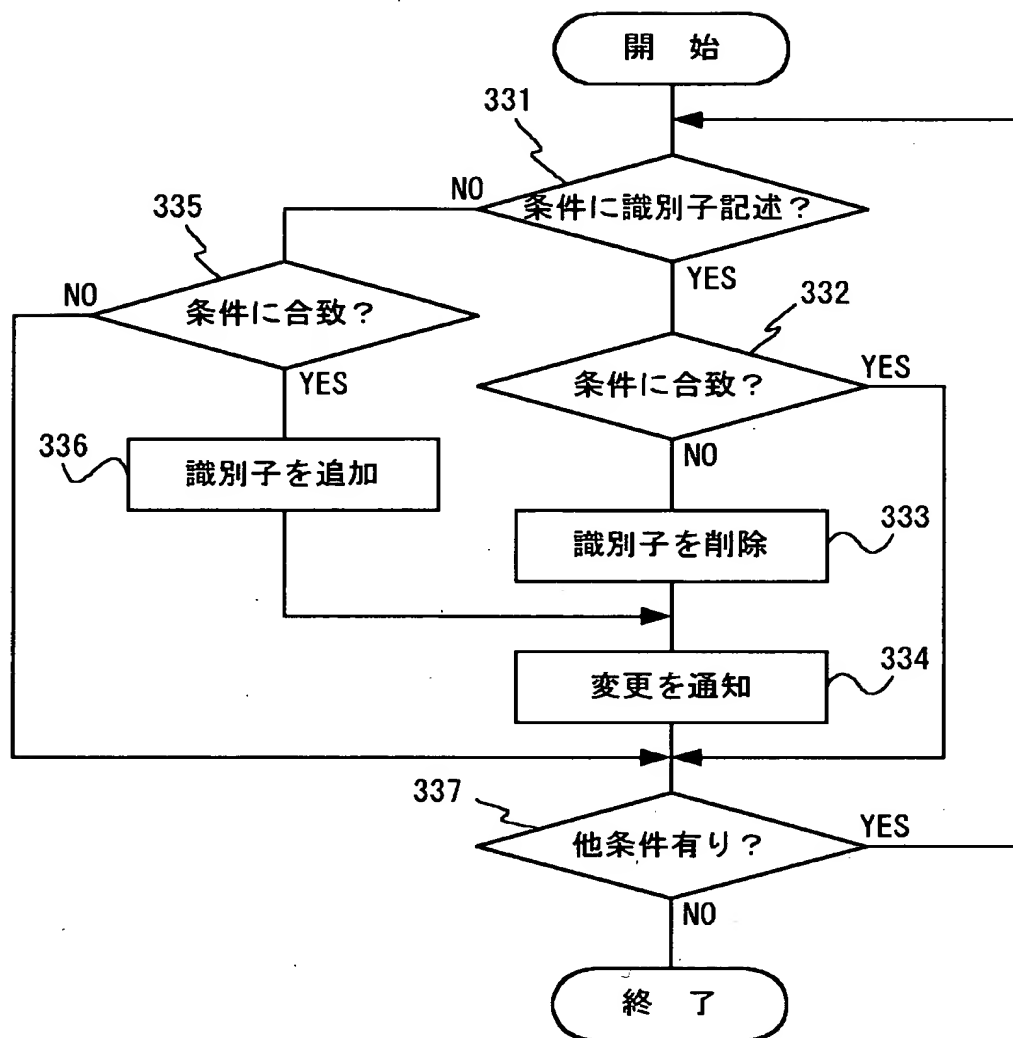 開 始
331
条件に識別子記述？
NO
YES
335
条件に合致？
NO
YES
332
条件に合致？
YES
NO
336
識別子を追加
識別子を削除
333
変更を通知
334
337
他条件有り？
YES
NO
終 了